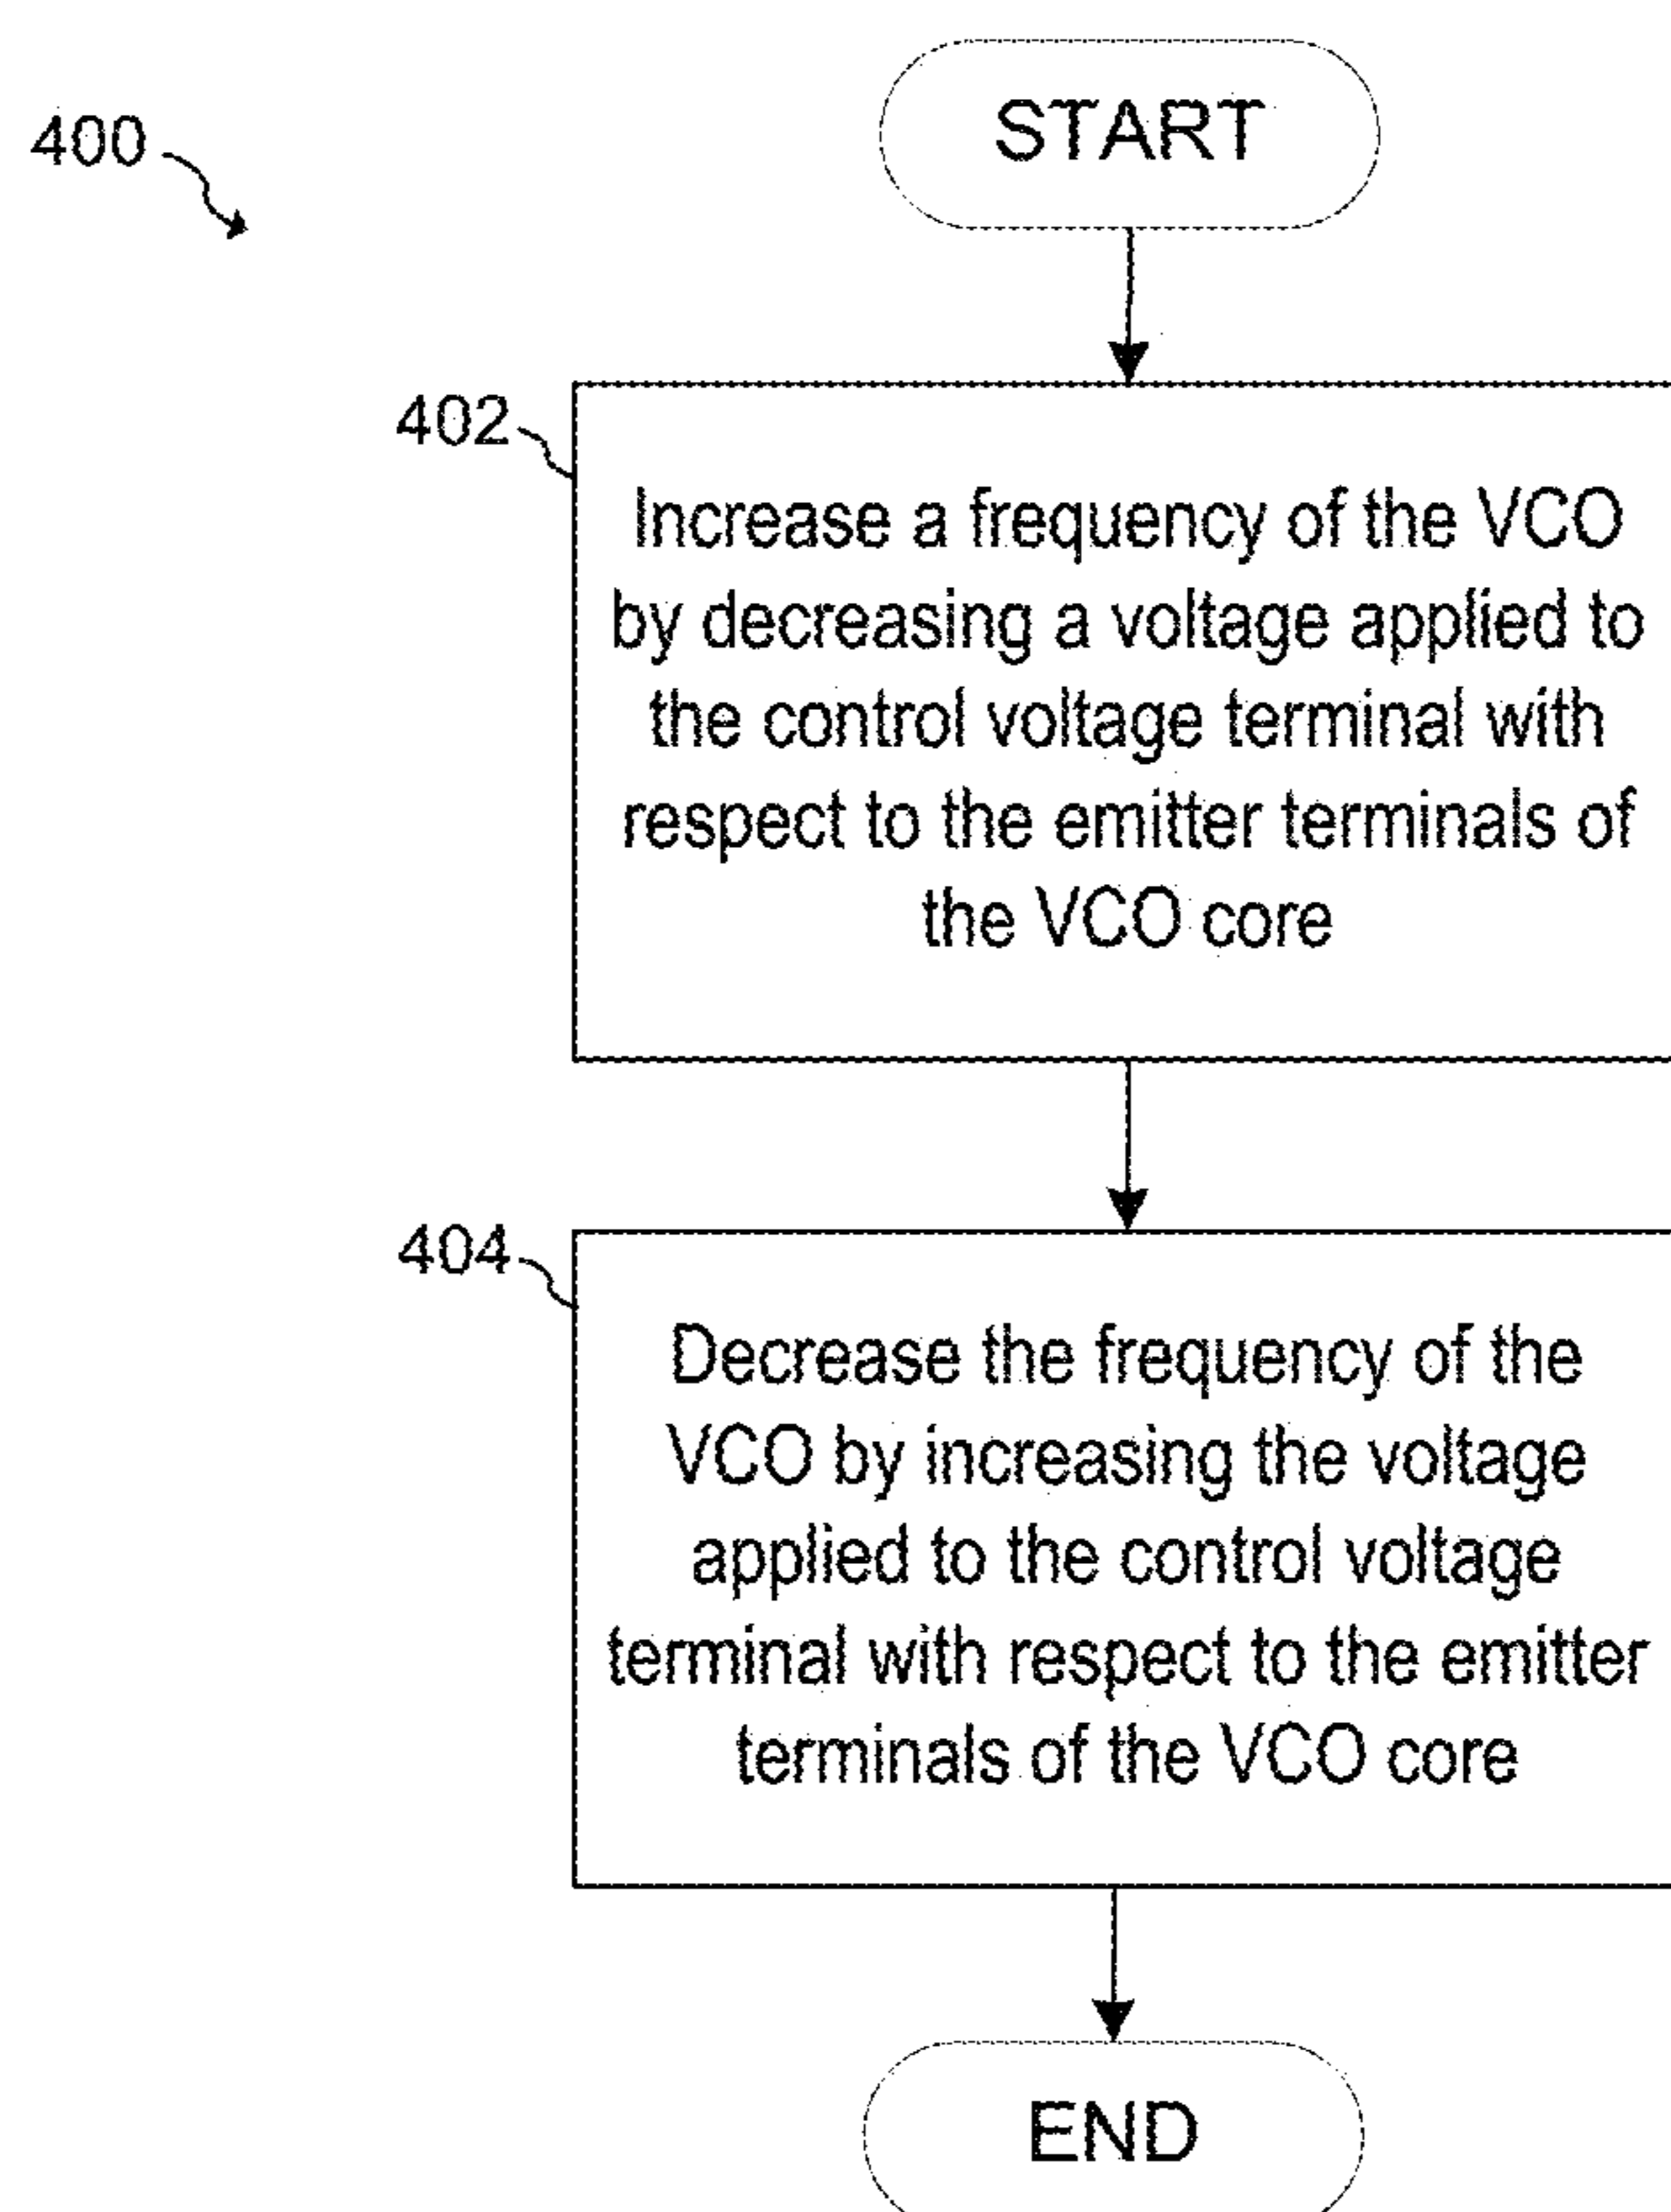 400
START
402
Increase a frequency of the VCO
by decreasing a voltage applied to
the control voltage terminal with
respect to the emitter terminals of
the VCO core
404
Decrease the frequency of the
VCO by increasing the voltage
applied to the control voltage
terminal with respect to the emitter
terminals of the VCO core
END